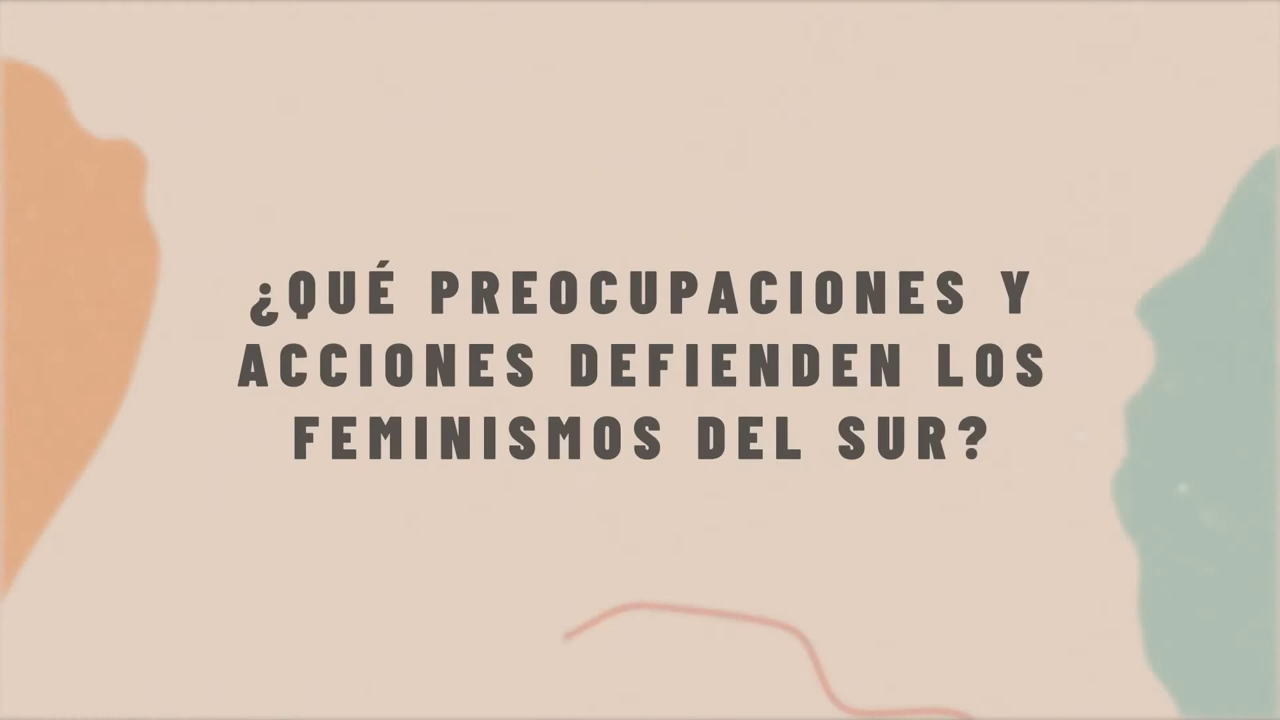 ¿QUÉ PREOCUPACIONES Y
ACCIONES DEFIENDEN LOS
FEMINISMOS DEL SUR?